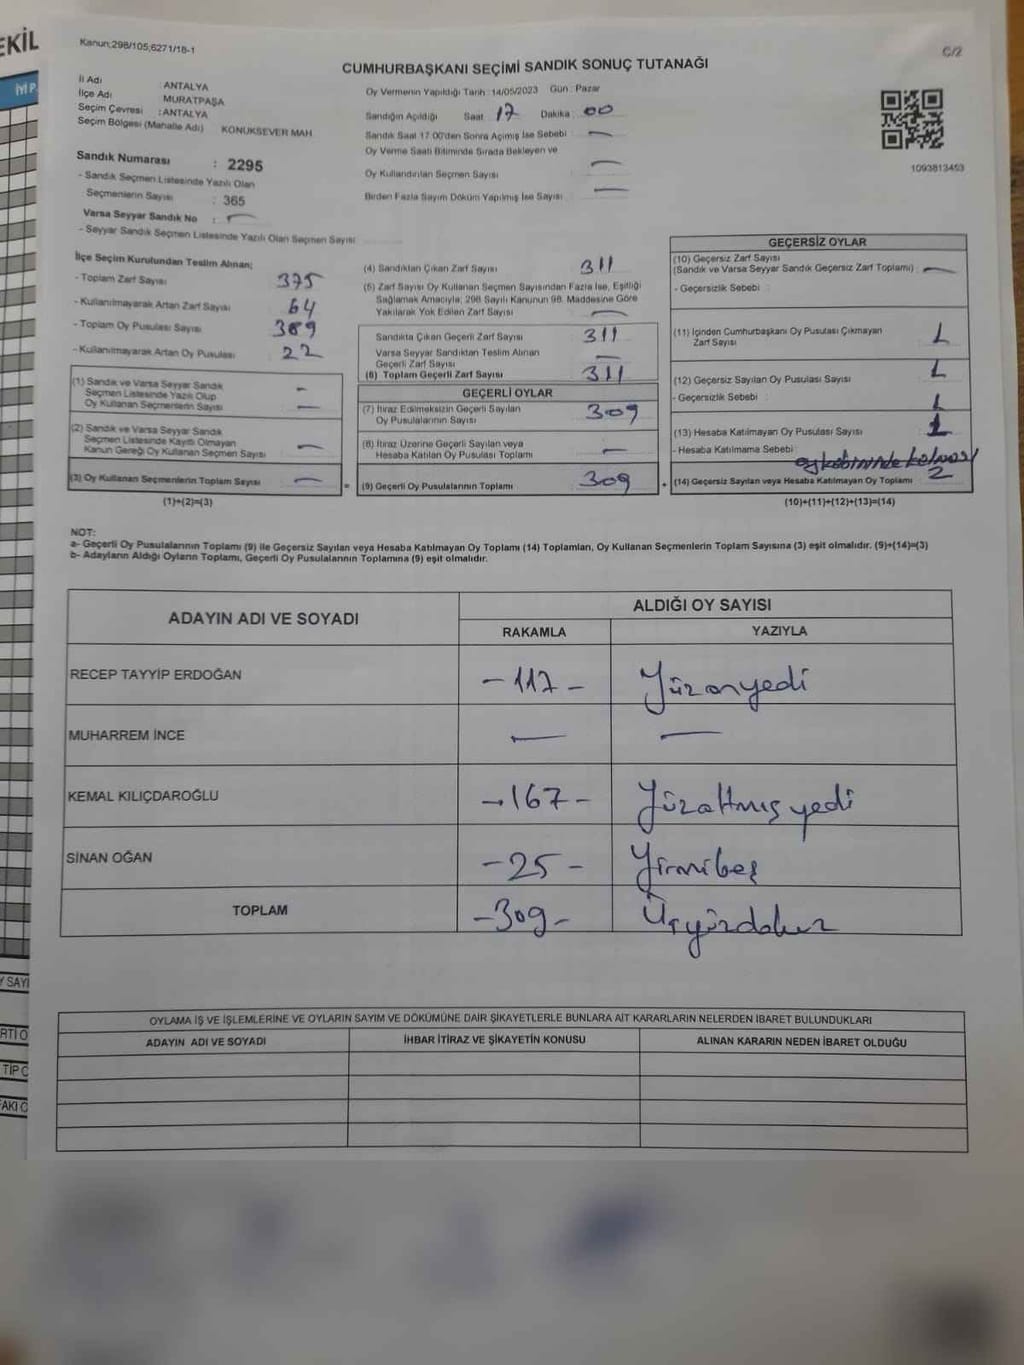 EKİL
İYİ P
Kanun;298/105,6271/18-1
C/2
CUMHURBAŞKANI SEÇİMİ SANDIK SONUÇ TUTANAĞI
İl Adı : ANTALYA
İlçe Adı : MURATPAŞA
Seçim Çevresi : ANTALYA
Seçim Bölgesi (Mahalle Adı) KONUKSEVER MAH
Sandık Numarası : 2295
- Sandık Seçmen Listesinde Yazılı Olan
Seçmenlerin Sayısı : 365
Varsa Seyyar Sandık No : —
- Seyyar Sandık Seçmen Listesinde Yazılı Olan Seçmen Sayısı
Oy Vermenin Yapıldığı Tarih : 14/05/2023 Gün : Pazar
Sandığın Açıldığı Saat : 17 Dakika : 00
Sandık Saat 17.00'den Sonra Açımış İse Sebebi : —
Oy Verme Saati Bitiminde Sırada Bekleyen ve
Oy Kullandırılan Seçmen Sayısı —
Birden Fazla Sayım Döküm Yapılmış İse Sayısı —
1093813453
İlçe Seçim Kurulundan Teslim Alınan;
- Toplam Zarf Sayısı 375
- Kullanılmayarak Artan Zarf Sayısı 64
- Toplam Oy Pusulası Sayısı 389
- Kullanılmayarak Artan Oy Pusulası 22
(1) Sandık ve Varsa Seyyar Sandık
Seçmen Listesinde Yazılı Olup
Oy Kullanan Seçmenlerin Sayısı —
(2) Sandık ve Varsa Seyyar Sandık
Seçmen Listesinde Kayıtlı Olmayan
Kanun Gereği Oy Kullanan Seçmen Sayısı —
(3) Oy Kullanan Seçmenlerin Toplam Sayısı —
(1)+(2)=(3)
(4) Sandıktan Çıkan Zarf Sayısı 311
(5) Zarf Sayısı Oy Kullanan Seçmen Sayısından Fazla İse, Eşitliği
Sağlamak Amacıyla; 298 Sayılı Kanunun 98. Maddesine Göre
Yakılarak Yok Edilen Zarf Sayısı —
Sandıkta Çıkan Geçerli Zarf Sayısı 311
Varsa Seyyar Sandıktan Teslim Alınan
Geçerli Zarf Sayısı —
(6) Toplam Geçerli Zarf Sayısı 311
GEÇERLİ OYLAR
(7) İtiraz Edilmeksizin Geçerli Sayılan
Oy Pusulalarının Sayısı 309
(8) İtiraz Üzerine Geçerli Sayılan veya
Hesaba Katılan Oy Pusulası Toplamı —
= (9) Geçerli Oy Pusulalarının Toplamı 309 +
GEÇERSİZ OYLAR
(10) Geçersiz Zarf Sayısı
(Sandık ve Varsa Seyyar Sandık Geçersiz Zarf Toplamı) : —
- Geçersizlik Sebebi :
(11) İçinden Cumhurbaşkanı Oy Pusulası Çıkmayan
Zarf Sayısı 1
(12) Geçersiz Sayılan Oy Pusulası Sayısı 1
- Geçersizlik Sebebi : 1
(13) Hesaba Katılmayan Oy Pusulası Sayısı 1
- Hesaba Katılmama Sebebi :
(14) Geçersiz Sayılan veya Hesaba Katılmayan Oy Toplamı 2
(10)+(11)+(12)+(13)=(14)
NOT:
a- Geçerli Oy Pusulalarının Toplamı (9) ile Geçersiz Sayılan veya Hesaba Katılmayan Oy Toplamı (14) Toplamları, Oy Kullanan Seçmenlerin Toplam Sayısına (3) eşit olmalıdır. (9)+(14)=(3)
b- Adayların Aldığı Oyların Toplamı, Geçerli Oy Pusulalarının Toplamına (9) eşit olmalıdır.
ADAYIN ADI VE SOYADI
ALDIĞI OY SAYISI
RAKAMLA YAZIYLA
RECEP TAYYİP ERDOĞAN -117- Yüzonyedi
MUHARREM İNCE — —
KEMAL KILIÇDAROĞLU -167- Yüzaltmış yedi
SİNAN OĞAN -25- Yirmibeş
TOPLAM -309- Üçyüzdokuz
OYLAMA İŞ VE İŞLEMLERİNE VE OYLARIN SAYIM VE DÖKÜMÜNE DAİR ŞİKAYETLERLE BUNLARA AİT KARARLARIN NELERDEN İBARET BULUNDUKLARI
ADAYIN ADI VE SOYADI İHBAR İTİRAZ VE ŞİKAYETİN KONUSU ALINAN KARARIN NEDEN İBARET OLDUĞU